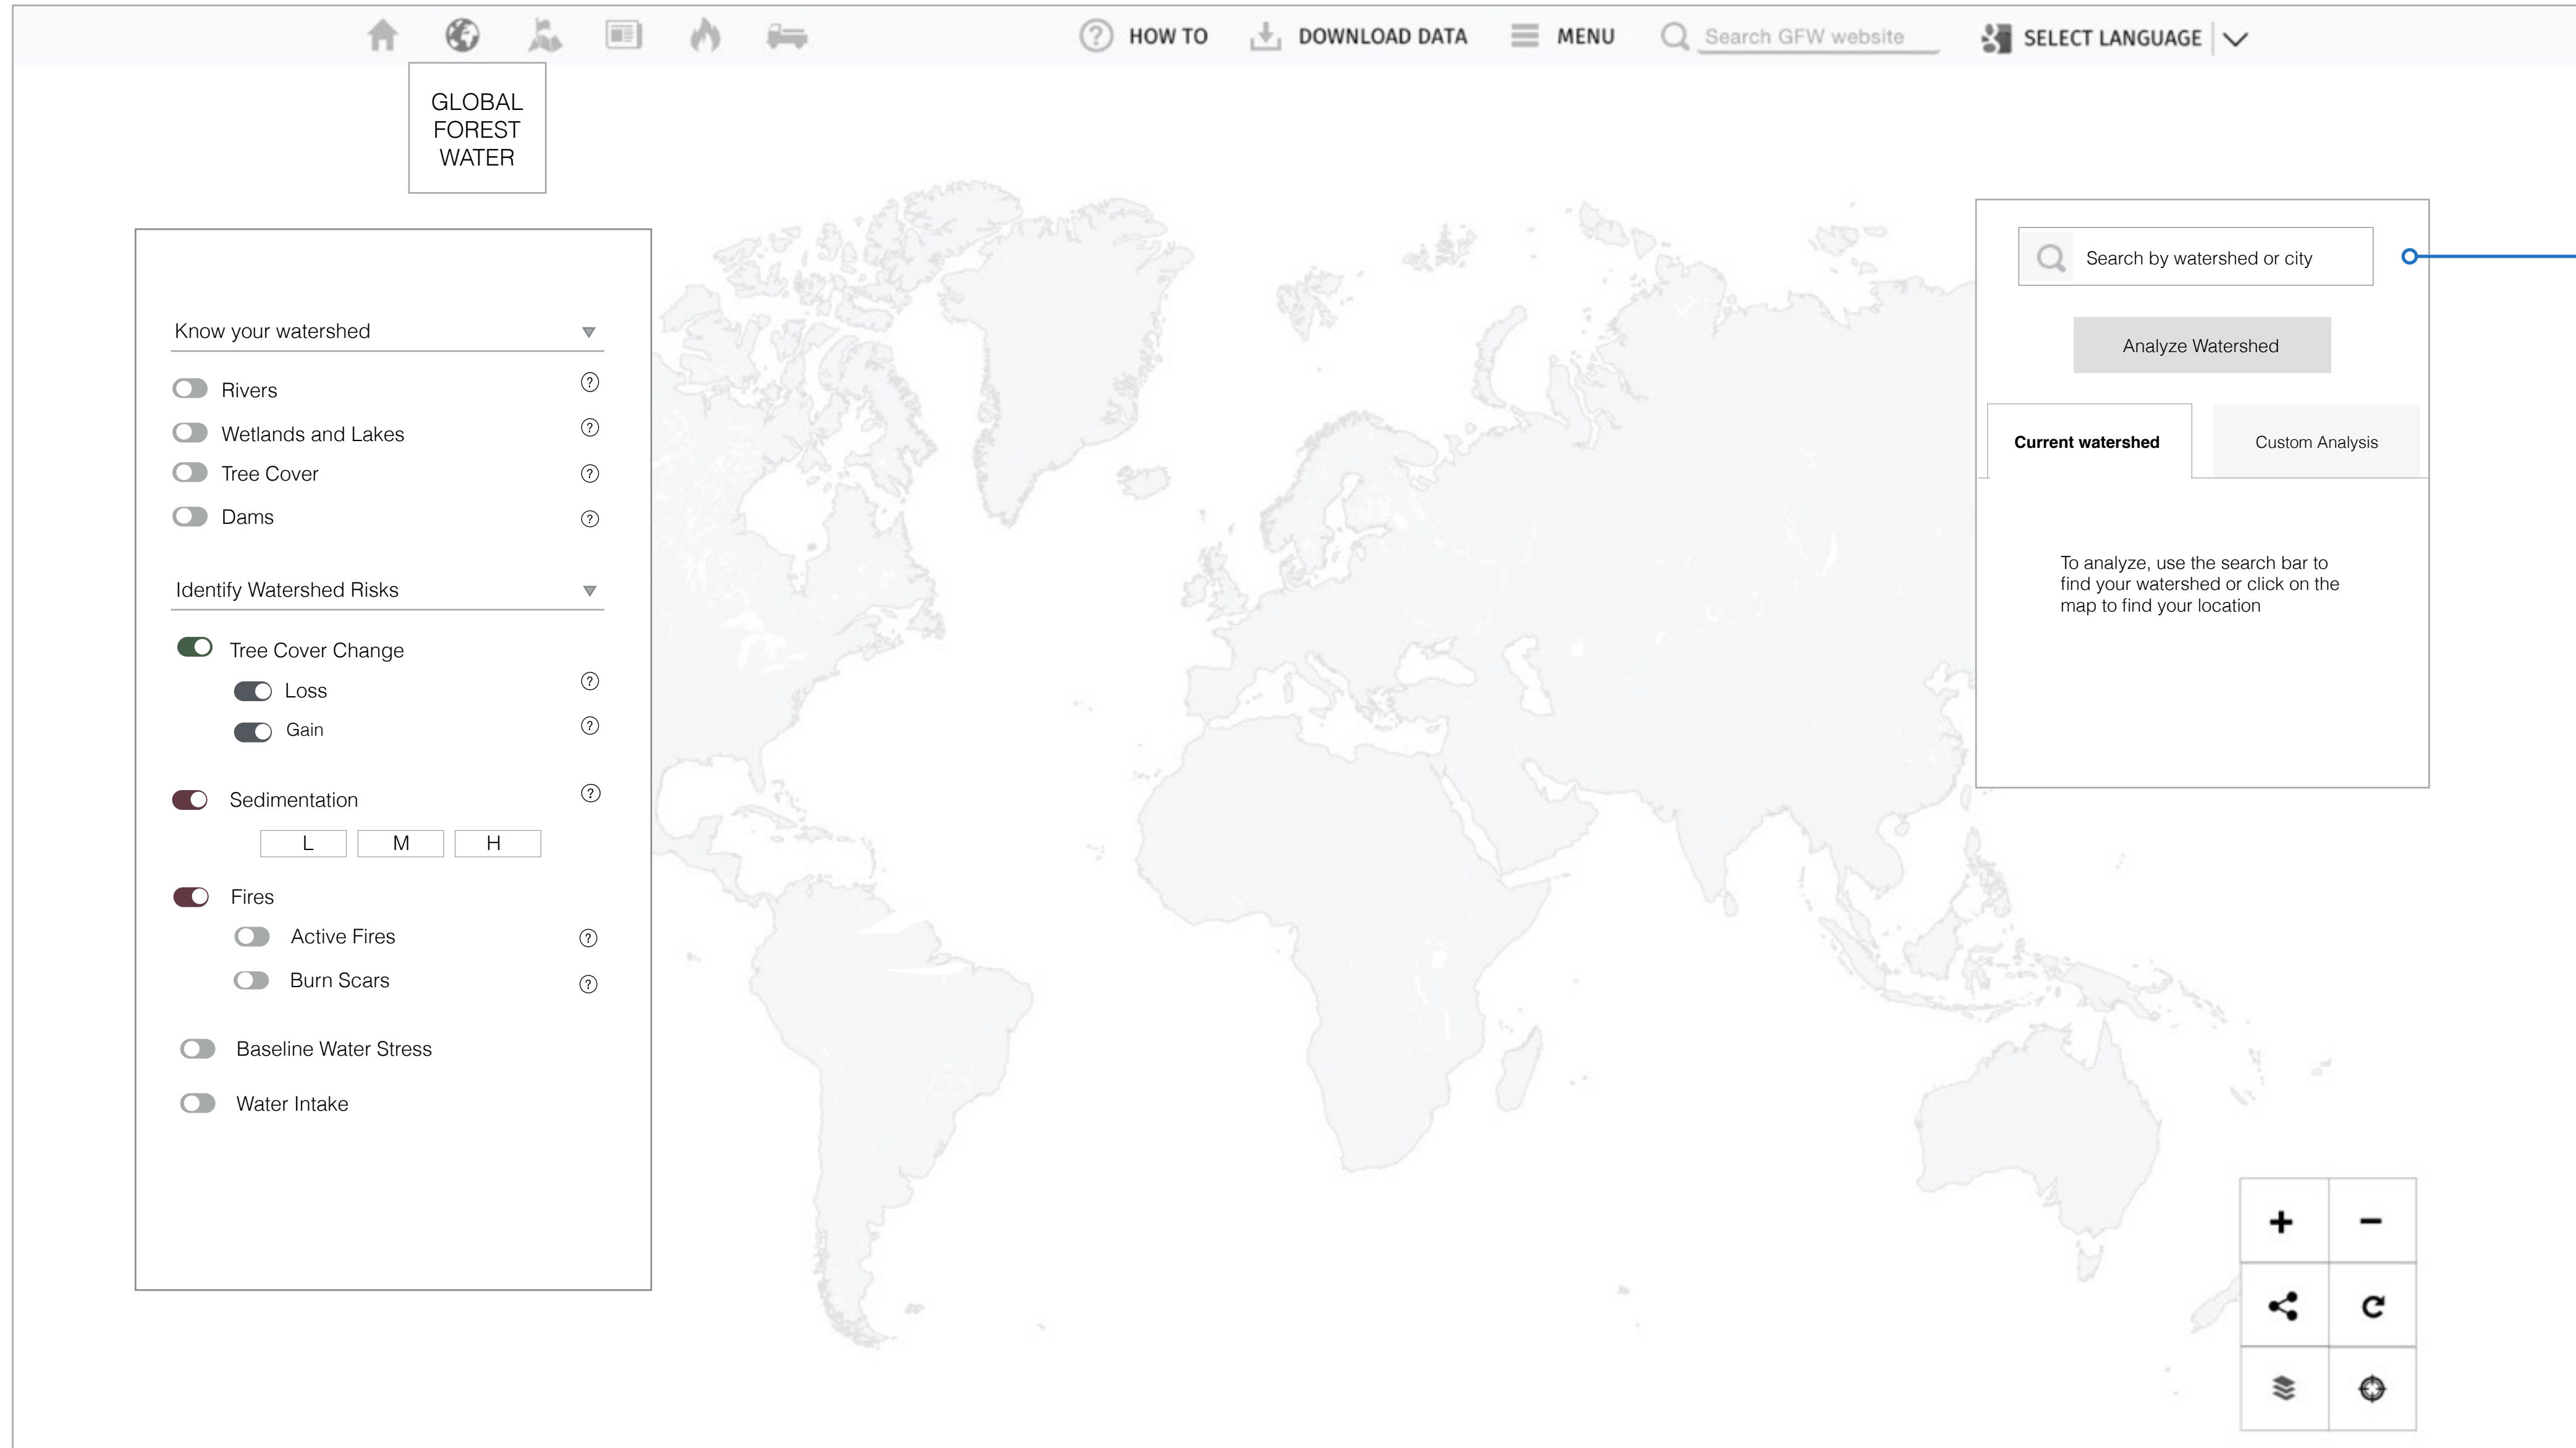 HOW TO
DOWNLOAD DATA
MENU
Search GFW website
SELECT LANGUAGE
GLOBAL
FOREST
WATER
Know your watershed
Rivers ?
Wetlands and Lakes ?
Tree Cover ?
Dams ?
Identify Watershed Risks
Tree Cover Change
Loss ?
Gain ?
Sedimentation ?
L M H
Fires
Active Fires ?
Burn Scars ?
Baseline Water Stress
Water Intake
Search by watershed or city
Analyze Watershed
Current watershed
Custom Analysis
To analyze, use the search bar to
find your watershed or click on the
map to find your location